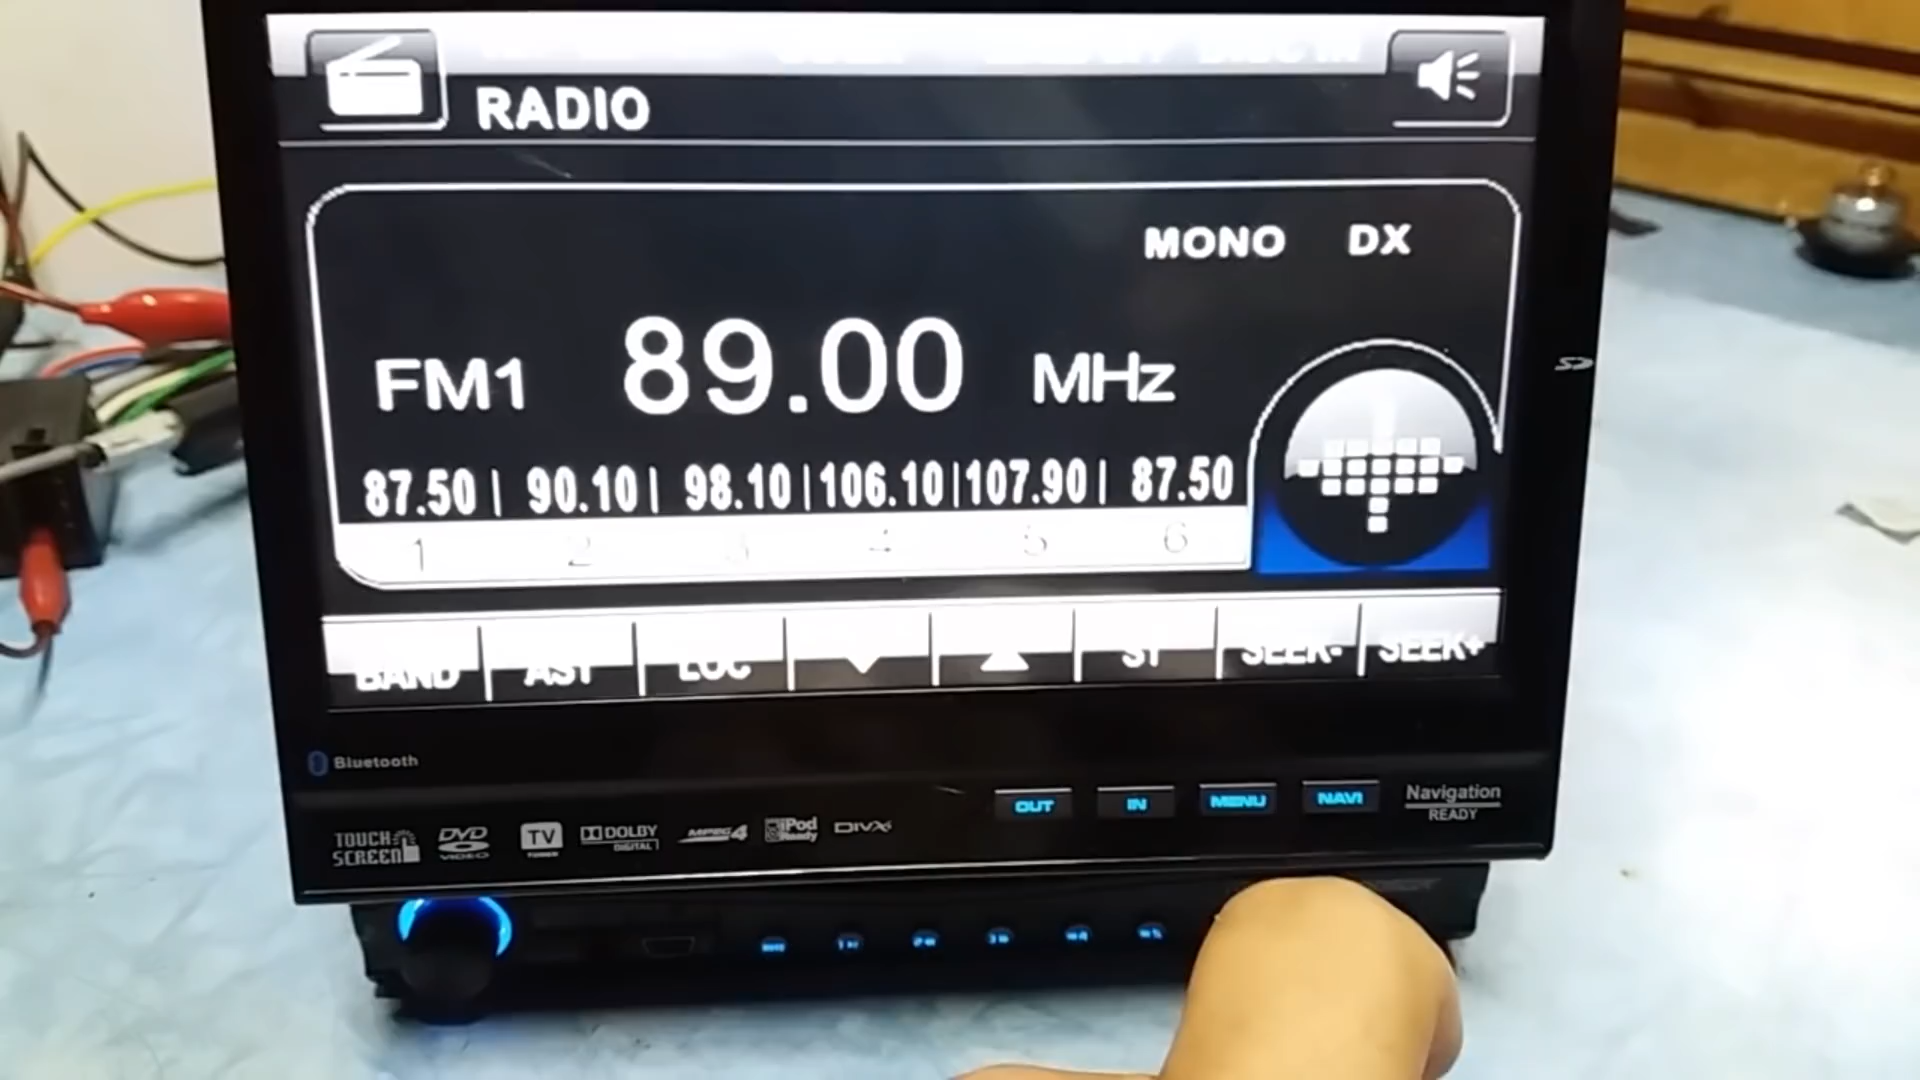 RADIO
MONO DX
FM1 89.00 MHz
87.50 | 90.10 | 98.10 | 106.10 | 107.90 | 87.50
1 2 3 4 5 6
BAND AST LOC ST SEEK- SEEK+
Bluetooth
OUT IN MENU NAVI
Navigation
READY
TOUCH
SCREEN
DVD
VIDEO
TV
TUNER
DOLBY
DIGITAL
MPEG4
iPod
Ready
DIVX